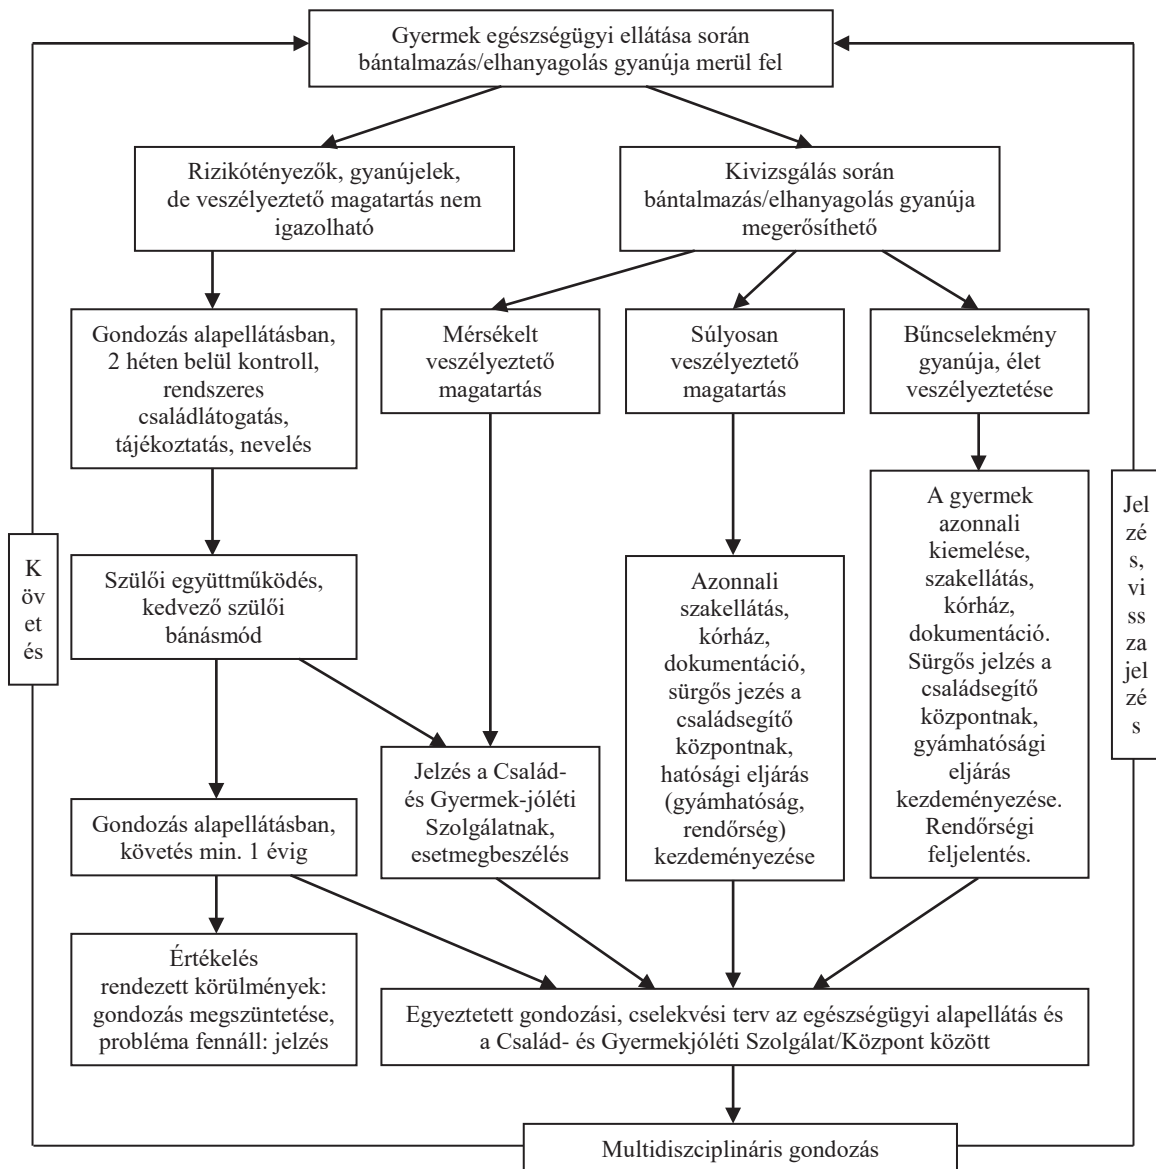 Gyermek egészségügyi ellátása során
bántalmazás/elhanyagolás gyanúja merül fel
Rizikótényezők, gyanújelek,
de veszélyeztető magatartás nem
igazolható
Kivizsgálás során
bántalmazás/elhanyagolás gyanúja
megerősíthető
Gondozás alapellátásban,
2 héten belül kontroll,
rendszeres
családlátogatás,
tájékoztatás, nevelés
Mérsékelt
veszélyeztető
magatartás
Súlyosan
veszélyeztető
magatartás
Bűncselekmény
gyanúja, élet
veszélyeztetése
K
öv
et
és
Szülői együttműködés,
kedvező szülői
bánásmód
Azonnali
szakellátás,
kórház,
dokumentáció,
sürgős jezés a
családsegítő
központnak,
hatósági eljárás
(gyámhatóság,
rendőrség)
kezdeményezése
A gyermek
azonnali
kiemelése,
szakellátás,
kórház,
dokumentáció.
Sürgős jelzés a
családsegítő
központnak,
gyámhatósági
eljárás
kezdeményezése.
Rendőrségi
feljelentés.
Jel
zé
s,
vi
ss
za
jel
zé
s
Gondozás alapellátásban,
követés min. 1 évig
Jelzés a Család-
és Gyermek-jóléti
Szolgálatnak,
esetmegbeszélés
Értékelés
rendezett körülmények:
gondozás megszüntetése,
probléma fennáll: jelzés
Egyeztetett gondozási, cselekvési terv az egészségügyi alapellátás és
a Család- és Gyermekjóléti Szolgálat/Központ között
Multidiszciplináris gondozás